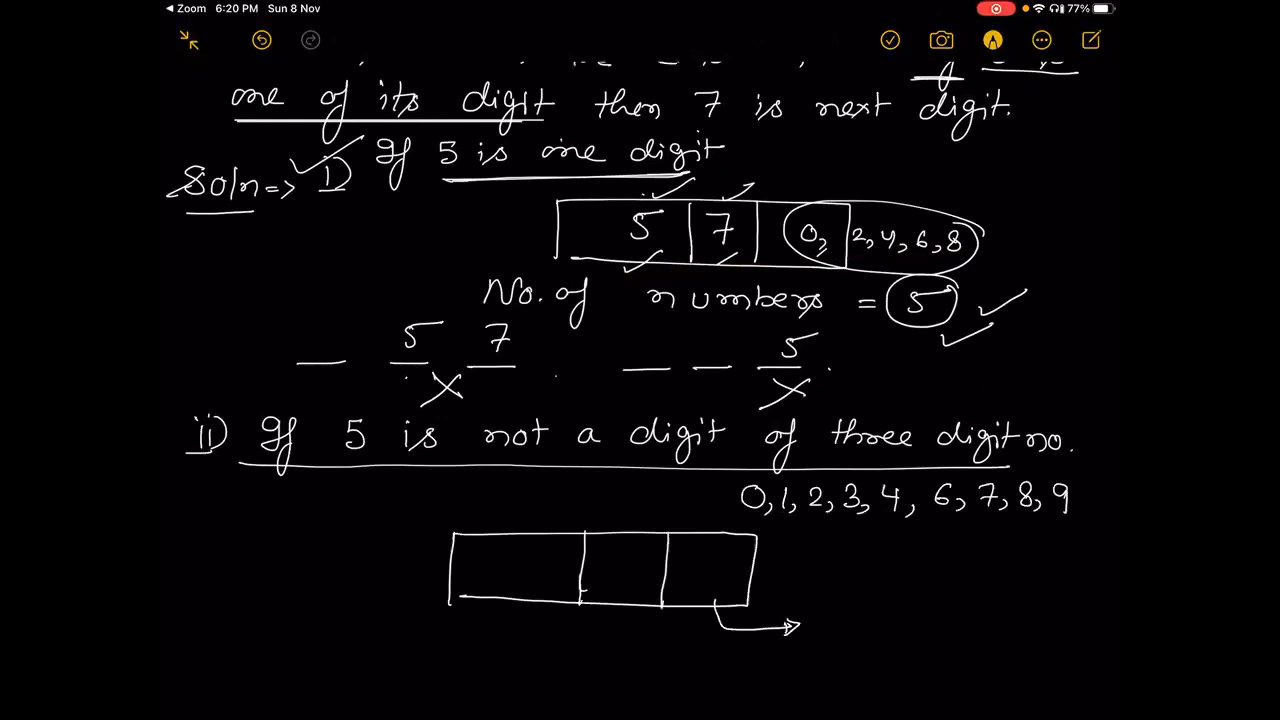 Zoom 6:20 PM Sun 8 Nov 77%
one of its digit then 7 is next digit.
Soln => I) If 5 is one digit
5 7 0, 2, 4, 6, 8
No. of numbers = 5
5 7 5
ii) If 5 is not a digit of three digit no.
0, 1, 2, 3, 4, 6, 7, 8, 9